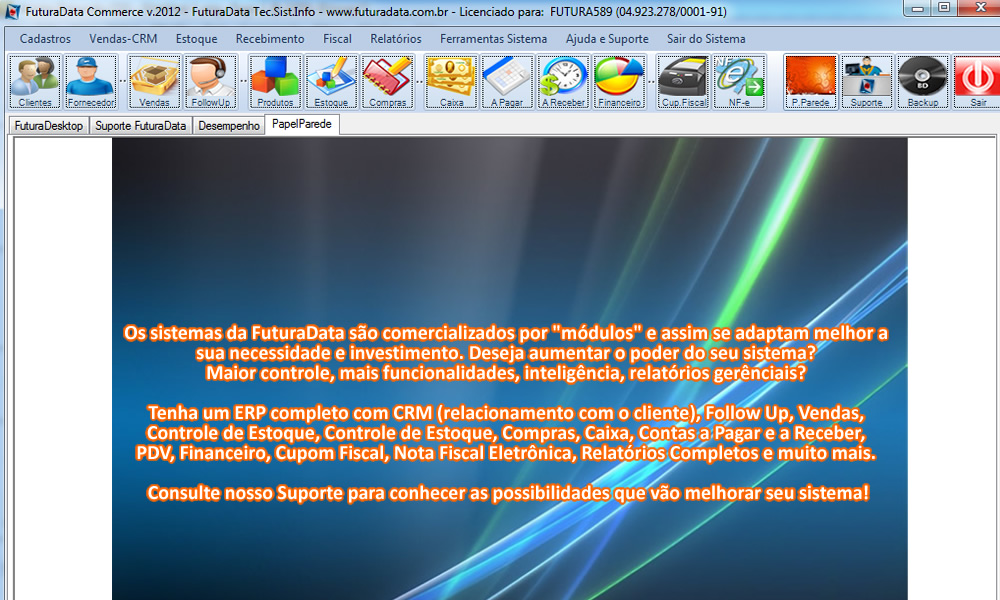 FuturaData Commerce v.2012 - FuturaData Tec.Sist.Info - www.futuradata.com.br - Licenciado para: FUTURA589 (04.923.278/0001-91)
Cadastros Vendas-CRM Estoque Recebimento Fiscal Relatórios Ferramentas Sistema Ajuda e Suporte Sair do Sistema
Clientes Fornecedor Vendas FollowUp Produtos Estoque Compras Caixa A Pagar A Receber Financeiro Cup.Fiscal NF-e P.Parede Suporte Backup Sair
FuturaDesktop Suporte FuturaData Desempenho PapelParede
Os sistemas da FuturaData são comercializados por "módulos" e assim se adaptam melhor a
sua necessidade e investimento. Deseja aumentar o poder do seu sistema?
Maior controle, mais funcionalidades, inteligência, relatórios gerênciais?
Tenha um ERP completo com CRM (relacionamento com o cliente), Follow Up, Vendas,
Controle de Estoque, Controle de Estoque, Compras, Caixa, Contas a Pagar e a Receber,
PDV, Financeiro, Cupom Fiscal, Nota Fiscal Eletrônica, Relatórios Completos e muito mais.
Consulte nosso Suporte para conhecer as possibilidades que vão melhorar seu sistema!